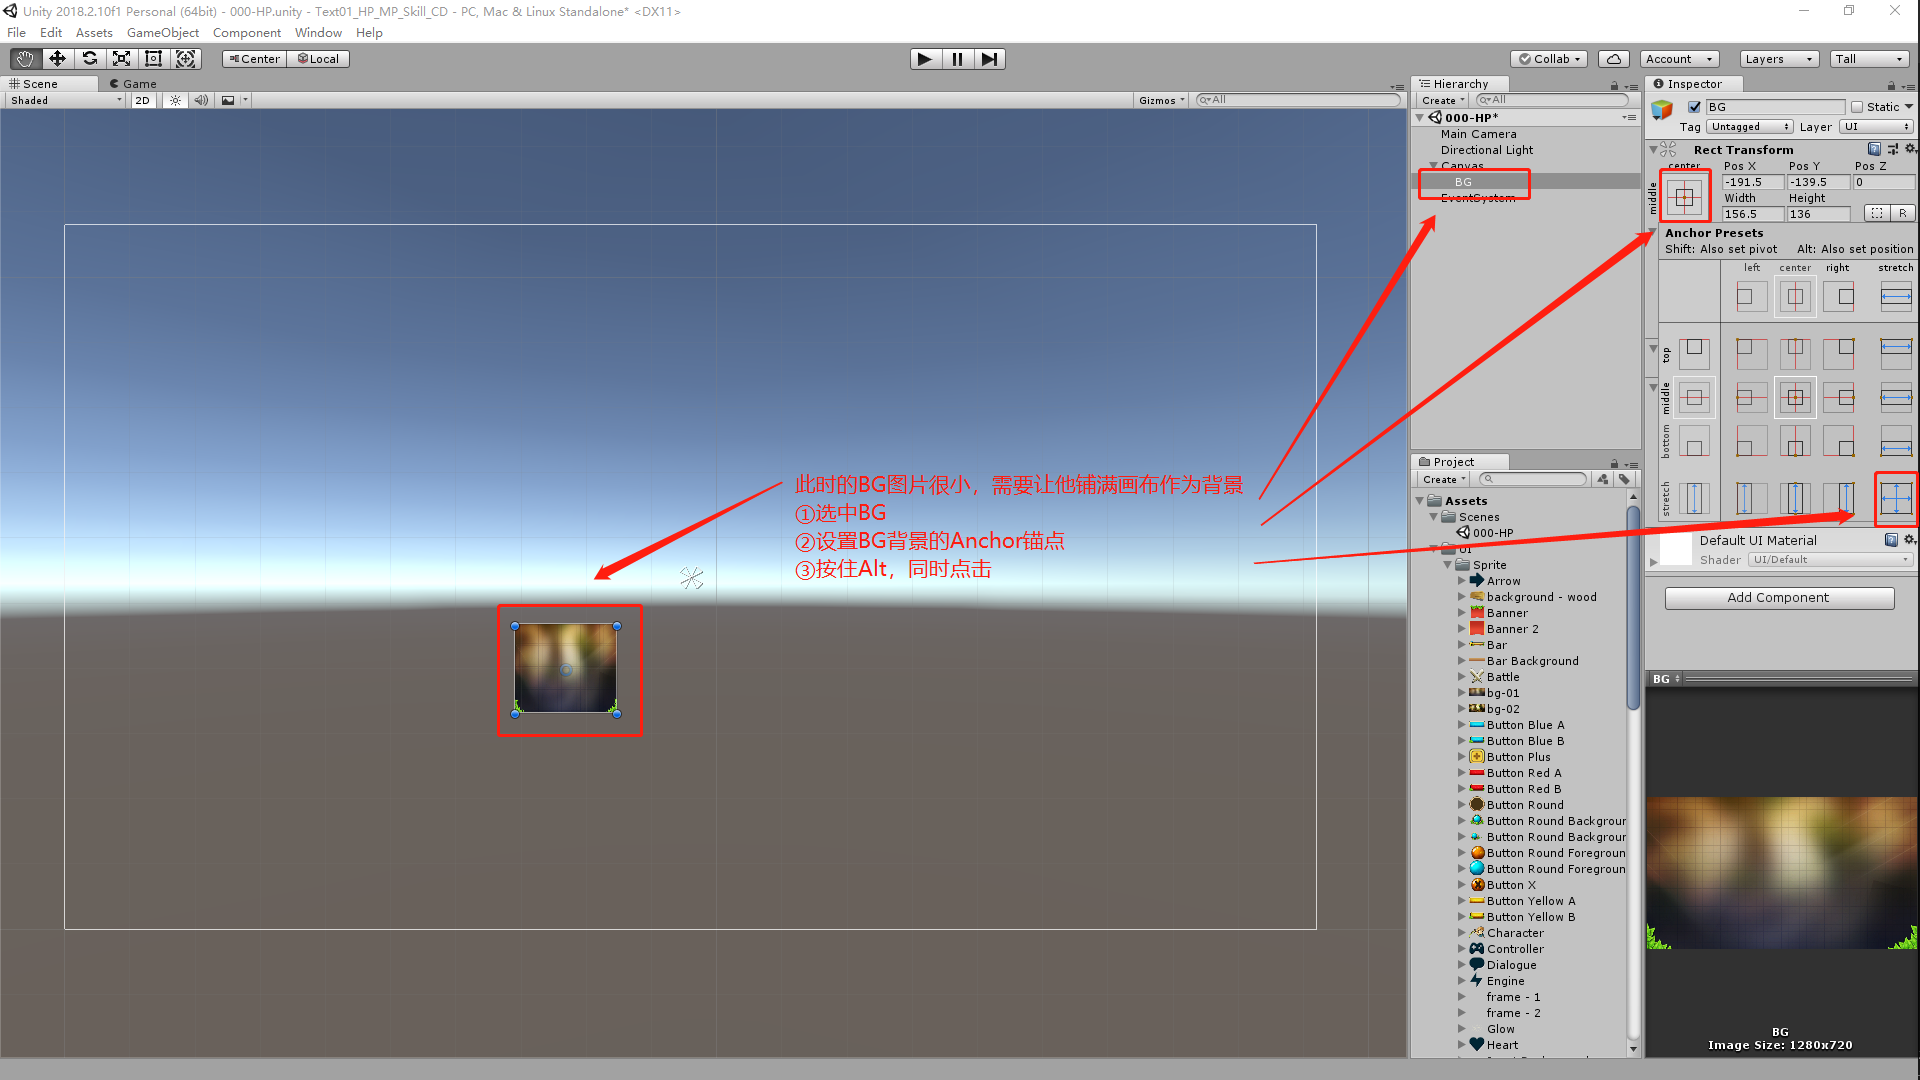 Unity 2018.2.10f1 Personal (64bit) - 000-HP.unity - Text01_HP_MP_Skill_CD - PC, Mac & Linux Standalone* <DX11>
File Edit Assets GameObject Component Window Help
Center Local
Collab Account Layers Tall
Scene Game
Shaded 2D Gizmos All
Hierarchy
Create All
000-HP*
Main Camera
Directional Light
Canvas
BG
EventSystem
Inspector
BG Static
Tag Untagged Layer UI
Rect Transform
center Pos X Pos Y Pos Z
middle -191.5 -139.5 0
Width Height
156.5 136 R
Anchor Presets
Shift: Also set pivot Alt: Also set position
left center right stretch
top
middle
bottom
stretch
Default UI Material
Shader UI/Default
Add Component
此时的BG图片很小，需要让他铺满画布作为背景
①选中BG
②设置BG背景的Anchor锚点
③按住Alt，同时点击
Project
Create
Assets
Scenes
000-HP
UI
Sprite
Arrow
background - wood
Banner
Banner 2
Bar
Bar Background
Battle
bg-01
bg-02
Button Blue A
Button Blue B
Button Plus
Button Red A
Button Red B
Button Round
Button Round Backgroun
Button Round Backgroun
Button Round Foregroun
Button Round Foregroun
Button X
Button Yellow A
Button Yellow B
Character
Controller
Dialogue
Engine
frame - 1
frame - 2
Glow
Heart
BG
BG
Image Size: 1280x720